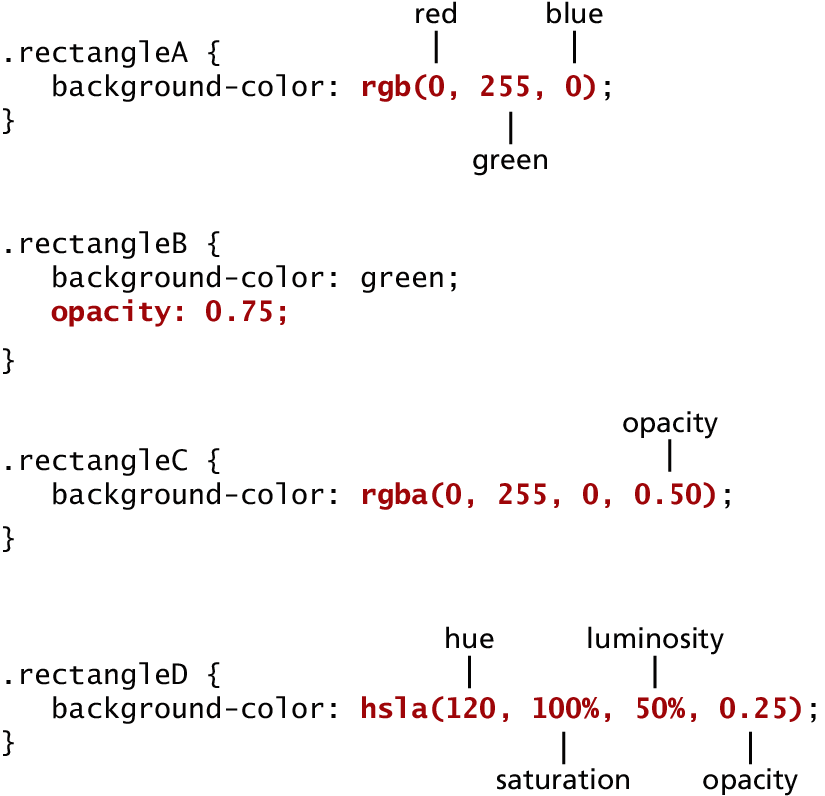 red blue
.rectangleA {
background-color: rgb(0, 255, 0);
}
green
.rectangleB {
background-color: green;
opacity: 0.75;
}
opacity
.rectangleC {
background-color: rgba(0, 255, 0, 0.50);
}
hue luminosity
.rectangleD {
background-color: hsla(120, 100%, 50%, 0.25);
}
saturation opacity